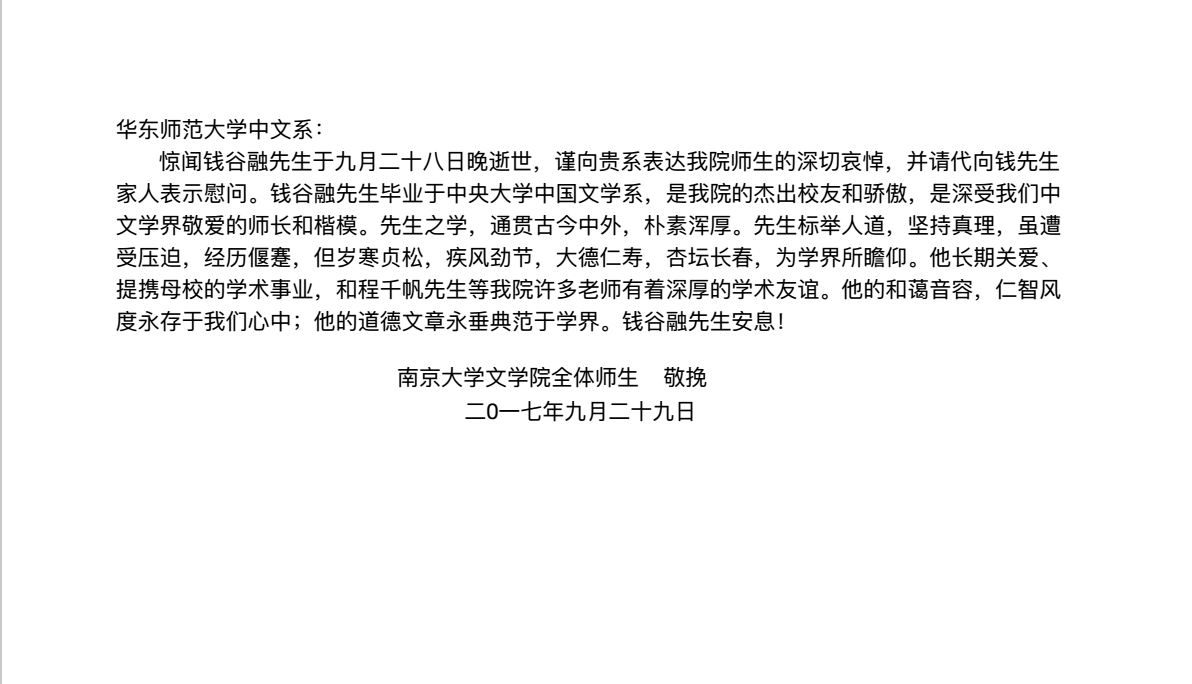 华东师范大学中文系：
惊闻钱谷融先生于九月二十八日晚逝世，谨向贵系表达我院师生的深切哀悼，并请代向钱先生
家人表示慰问。钱谷融先生毕业于中央大学中国文学系，是我院的杰出校友和骄傲，是深受我们中
文学界敬爱的师长和楷模。先生之学，通贯古今中外，朴素浑厚。先生标举人道，坚持真理，虽遭
受压迫，经历偃蹇，但岁寒贞松，疾风劲节，大德仁寿，杏坛长春，为学界所瞻仰。他长期关爱、
提携母校的学术事业，和程千帆先生等我院许多老师有着深厚的学术友谊。他的和蔼音容，仁智风
度永存于我们心中；他的道德文章永垂典范于学界。钱谷融先生安息！
南京大学文学院全体师生　敬挽
二0一七年九月二十九日